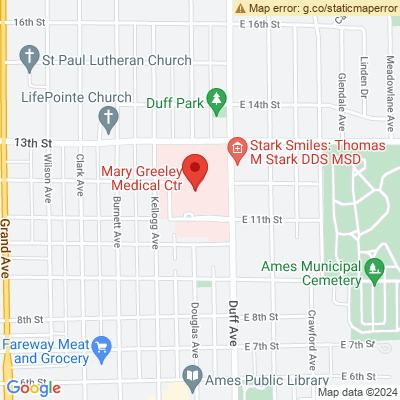 Map error: g.co/staticmaperror
E 16th St
16th St
Meadowlane Ave
Linden Dr
Glendale Ave
St Paul Lutheran Church
LifePointe Church
Duff Park
E 14th St
13th St
Stark Smiles: Thomas
M Stark DDS MSD
Mary Greeley
Medical Ctr
Wilson Ave
Clark Ave
Burnett Ave
Kellogg Ave
E 11th St
Grand Ave
Ames Municipal
Cemetery
Duff Ave
Douglas Ave
Crawford Ave
8th St
E 8th St
Fareway Meat
and Grocery
7th St
E 7th St
Google
6th St
Ames Public Library
E 6th St
Map data ©2024